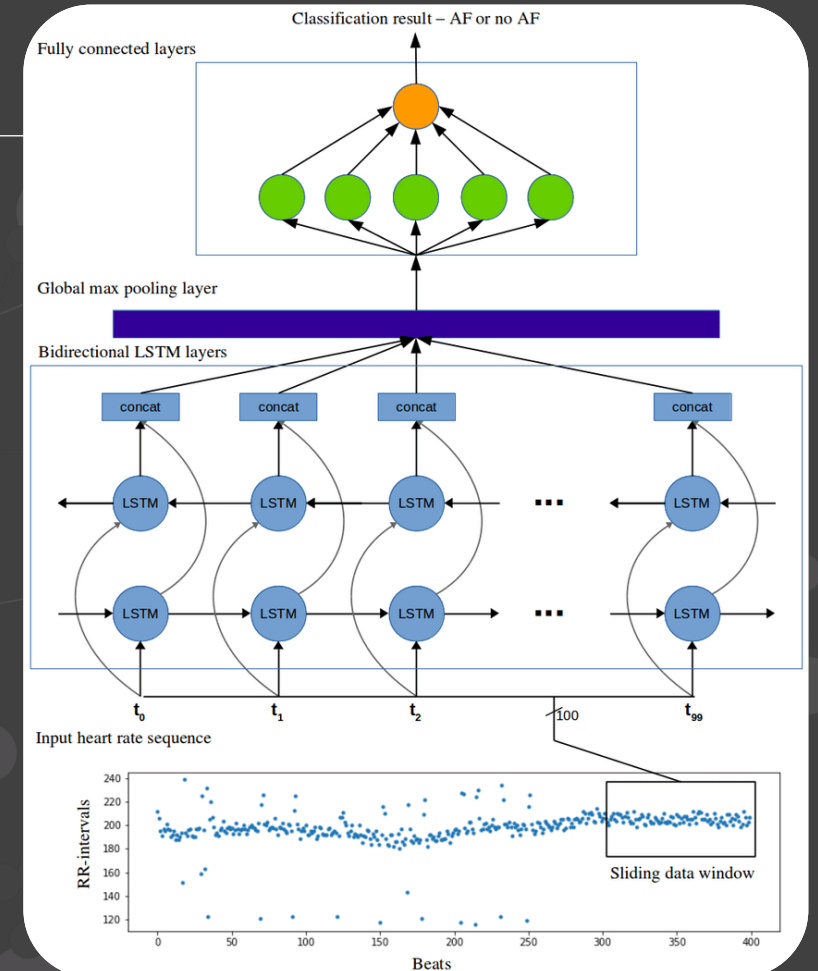 Classification result – AF or no AF
Fully connected layers
Global max pooling layer
Bidirectional LSTM layers
concat concat concat concat
LSTM LSTM LSTM ... LSTM
LSTM LSTM LSTM ... LSTM
t0 t1 t2 t99
100
Input heart rate sequence
240
220
200
180
160
140
120
RR-intervals
Sliding data window
0 50 100 150 200 250 300 350 400
Beats